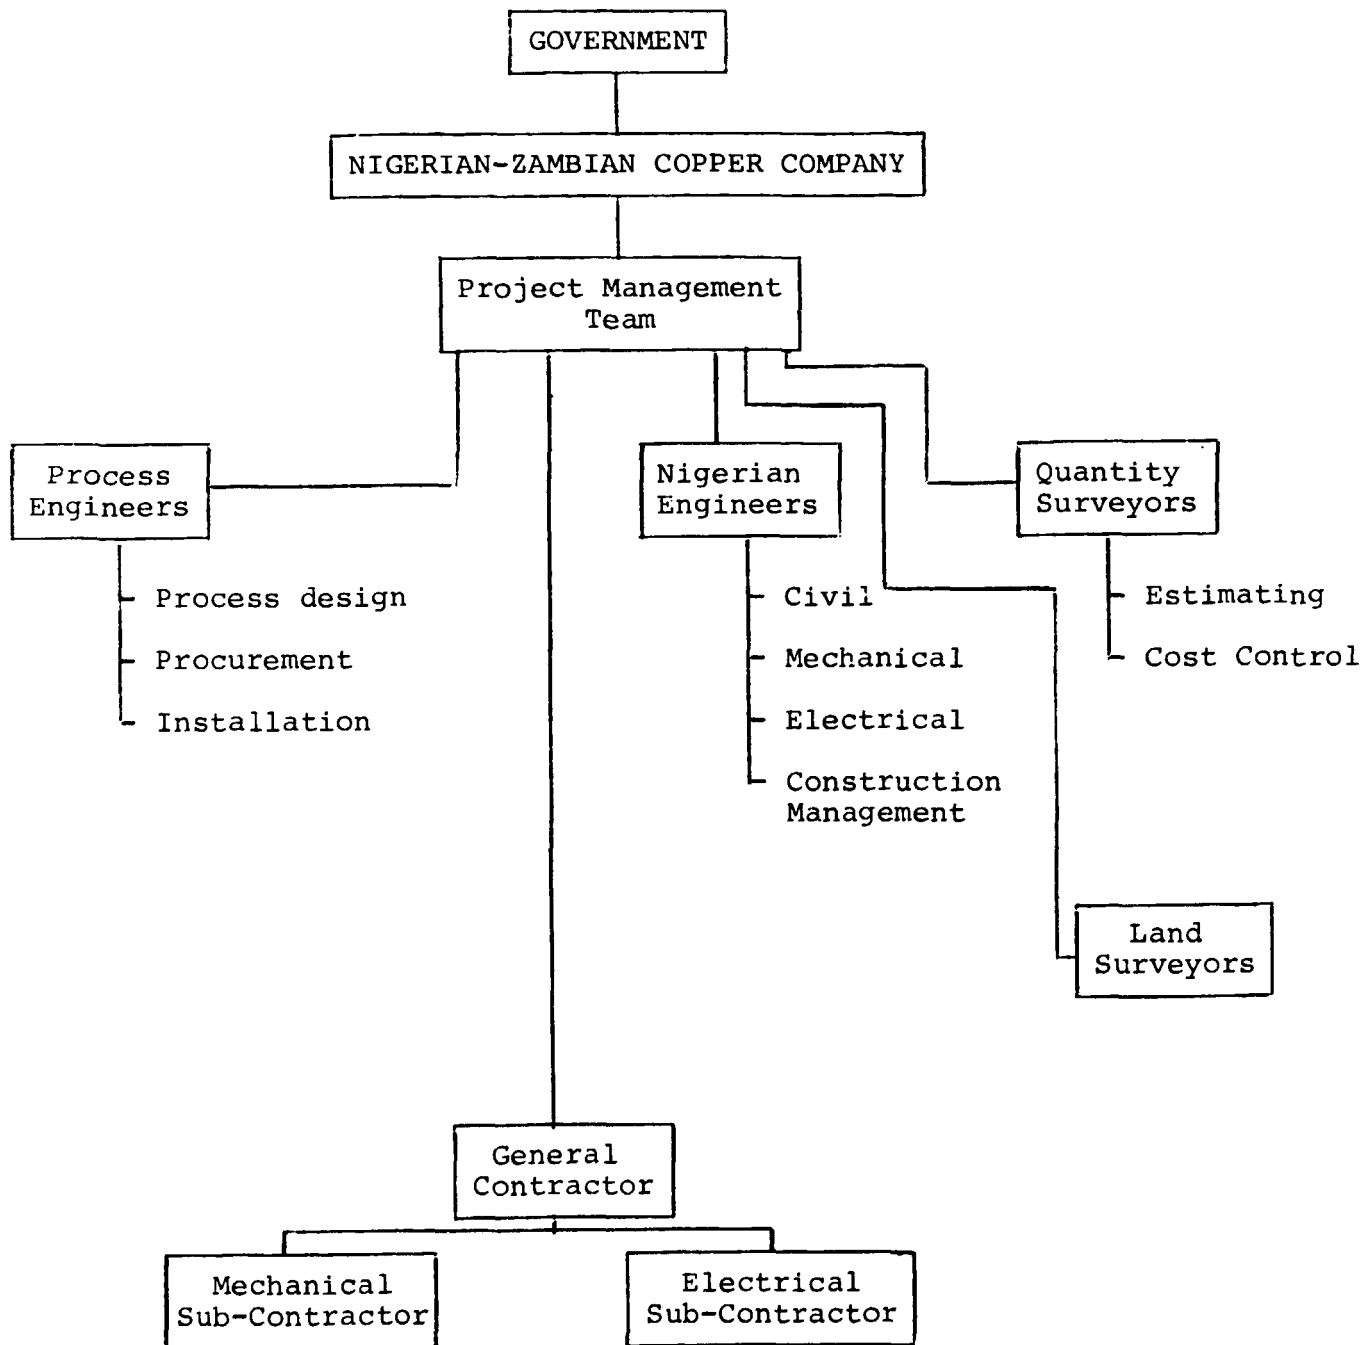 GOVERNMENT
NIGERIAN-ZAMBIAN COPPER COMPANY
Project Management
Team
Process
Engineers
- Process design
- Procurement
- Installation
Nigerian
Engineers
- Civil
- Mechanical
- Electrical
- Construction
Management
Quantity
Surveyors
- Estimating
- Cost Control
Land
Surveyors
General
Contractor
Mechanical
Sub-Contractor
Electrical
Sub-Contractor